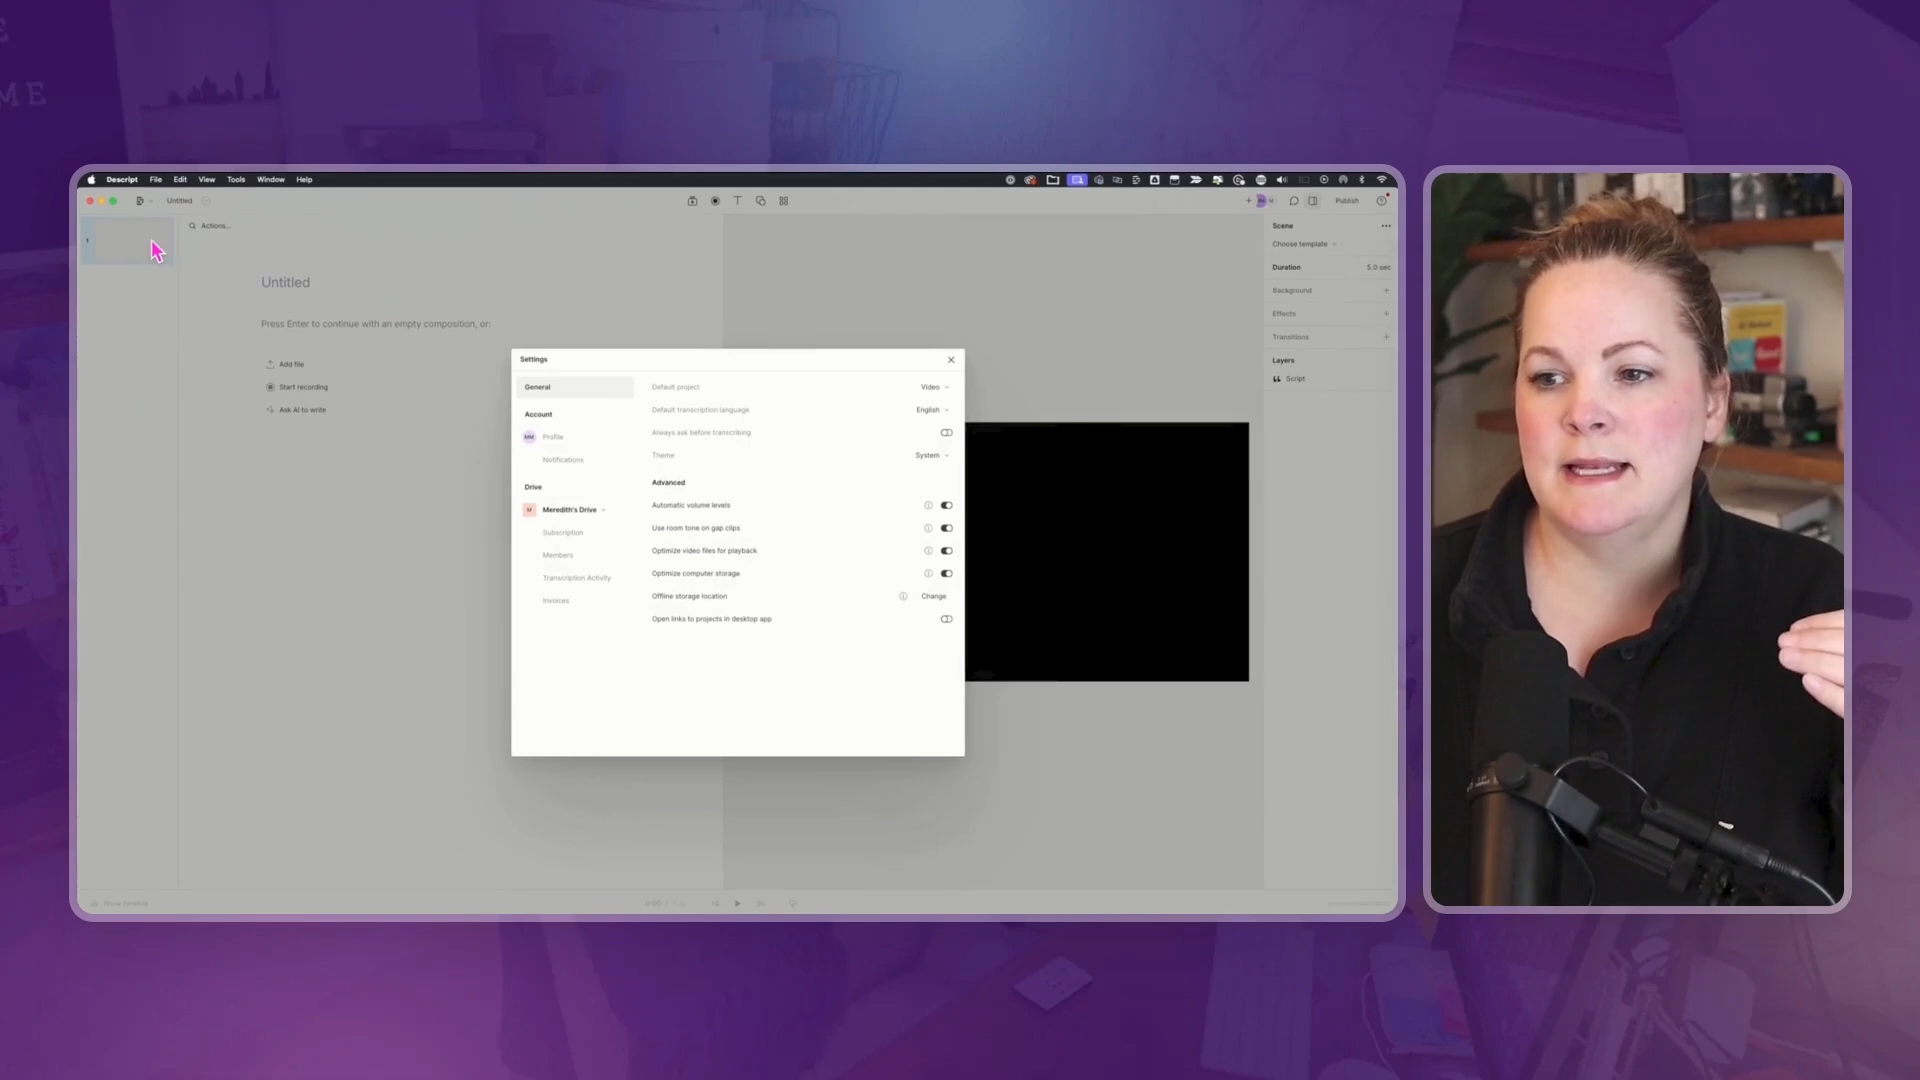 ME
Descript File Edit View Tools Window Help
Untitled
Publish
1
Actions...
Untitled
Press Enter to continue with an empty composition, or:
Add file
Start recording
Ask AI to write
Settings
General
Account
MM Profile
Notifications
Drive
M Meredith's Drive
Subscription
Members
Transcription Activity
Invoices
Default project Video
Default transcription language English
Always ask before transcribing
Theme System
Advanced
Automatic volume levels
Use room tone on gap clips
Optimize video files for playback
Optimize computer storage
Offline storage location Change
Open links to projects in desktop app
Scene
Choose template
Duration 5.0 sec
Background
Effects
Transitions
Layers
Script
Show timeline